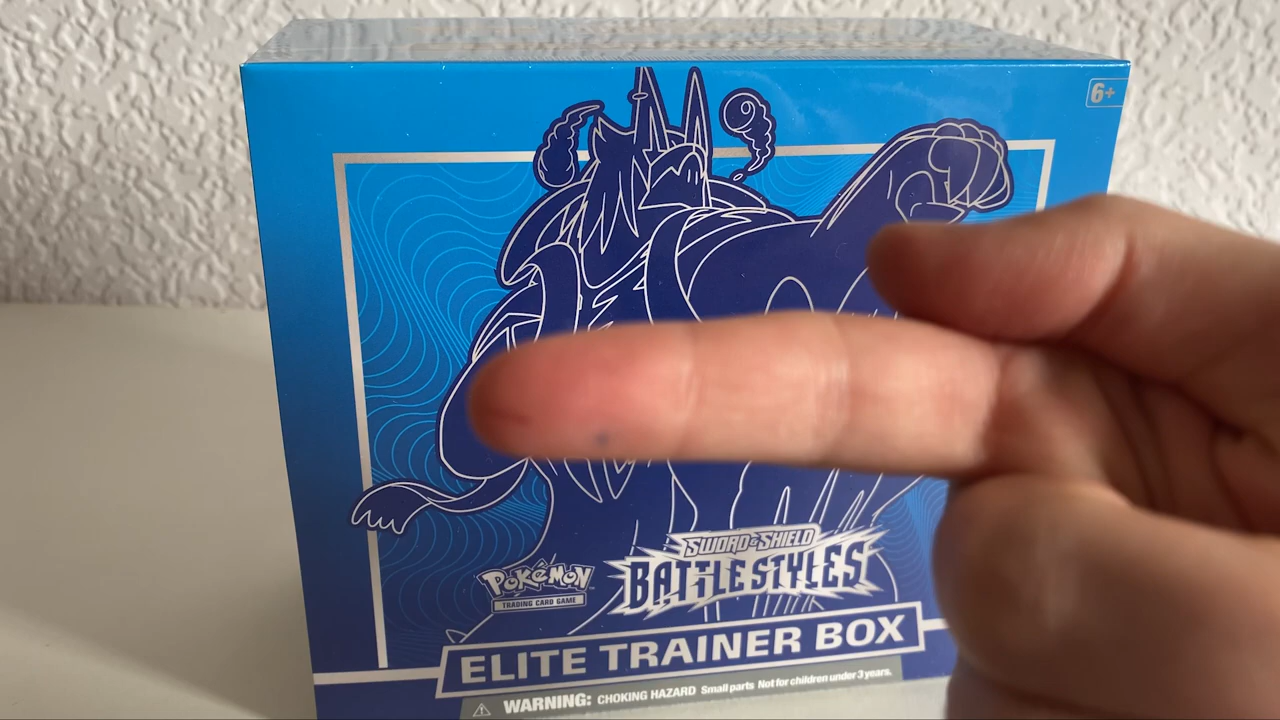 6+
SWORD & SHIELD
BATTLE STYLES
POKéMON
TRADING CARD GAME
ELITE TRAINER BOX
WARNING: CHOKING HAZARD Small parts Not for children under 3 years.